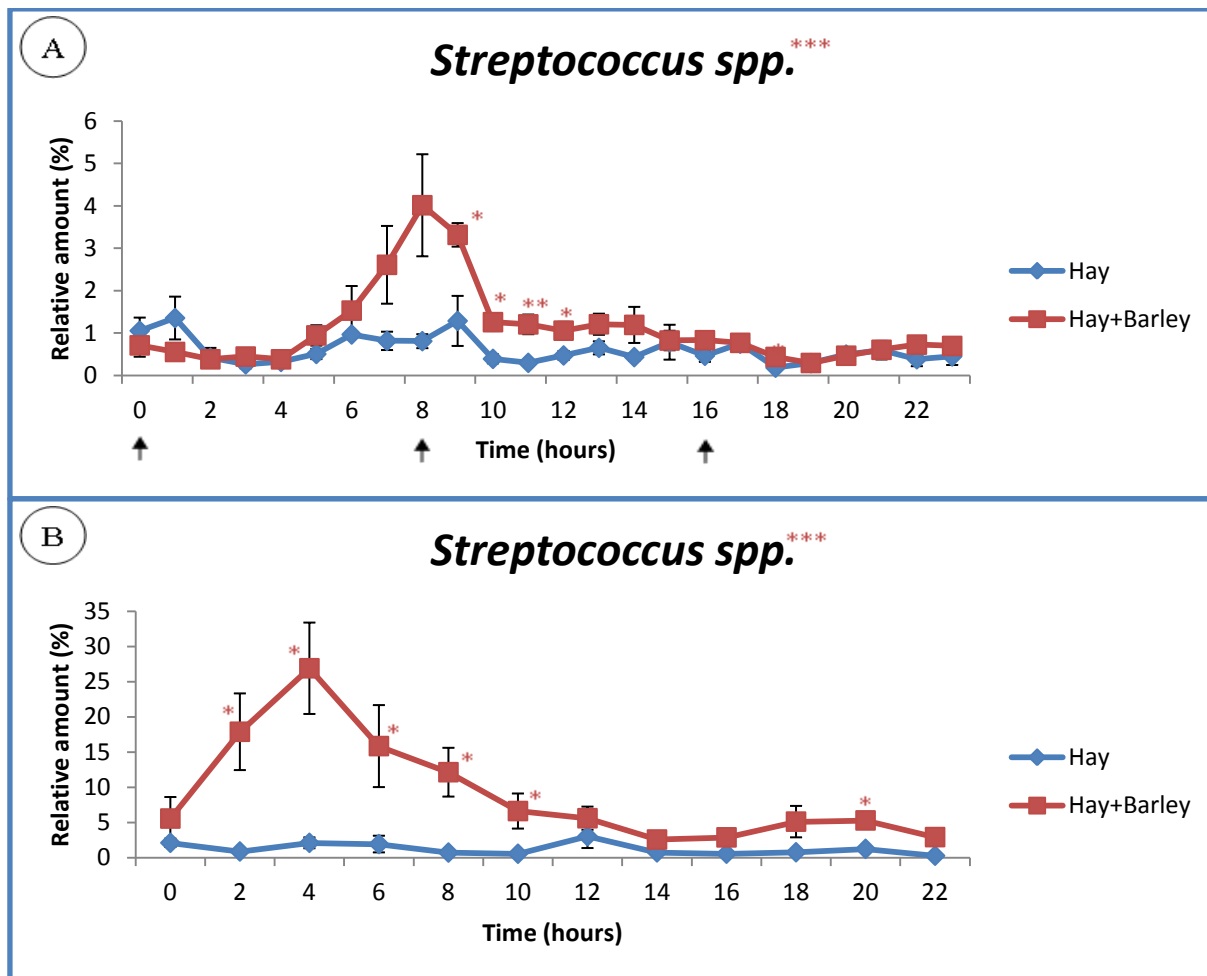 A
Streptococcus spp.***
Relative amount (%)
6
5
4
3
2
1
0
*
*
**
*
*
0 2 4 6 8 10 12 14 16 18 20 22
Time (hours)
Hay
Hay+Barley
B
Streptococcus spp.***
Relative amount (%)
35
30
25
20
15
10
5
0
*
*
*
*
*
*
0 2 4 6 8 10 12 14 16 18 20 22
Time (hours)
Hay
Hay+Barley